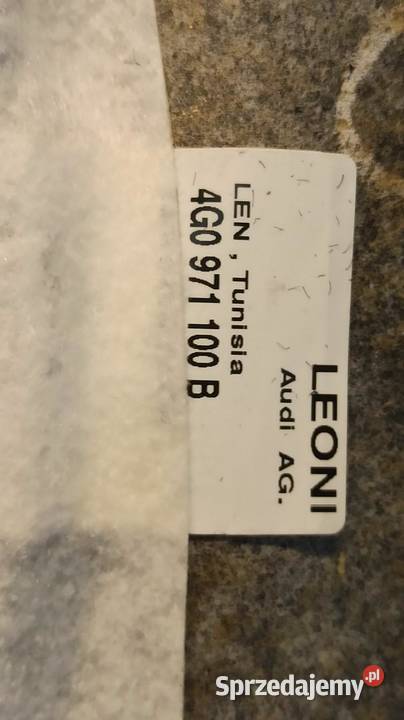 LEONI
Audi AG.
LEN , Tunisia
4G0 971 100 B
Sprzedajemy.pl